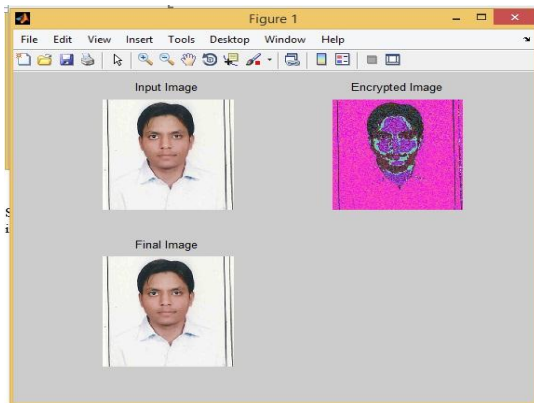 Figure 1
File Edit View Insert Tools Desktop Window Help
Input Image Encrypted Image
S
i
Final Image